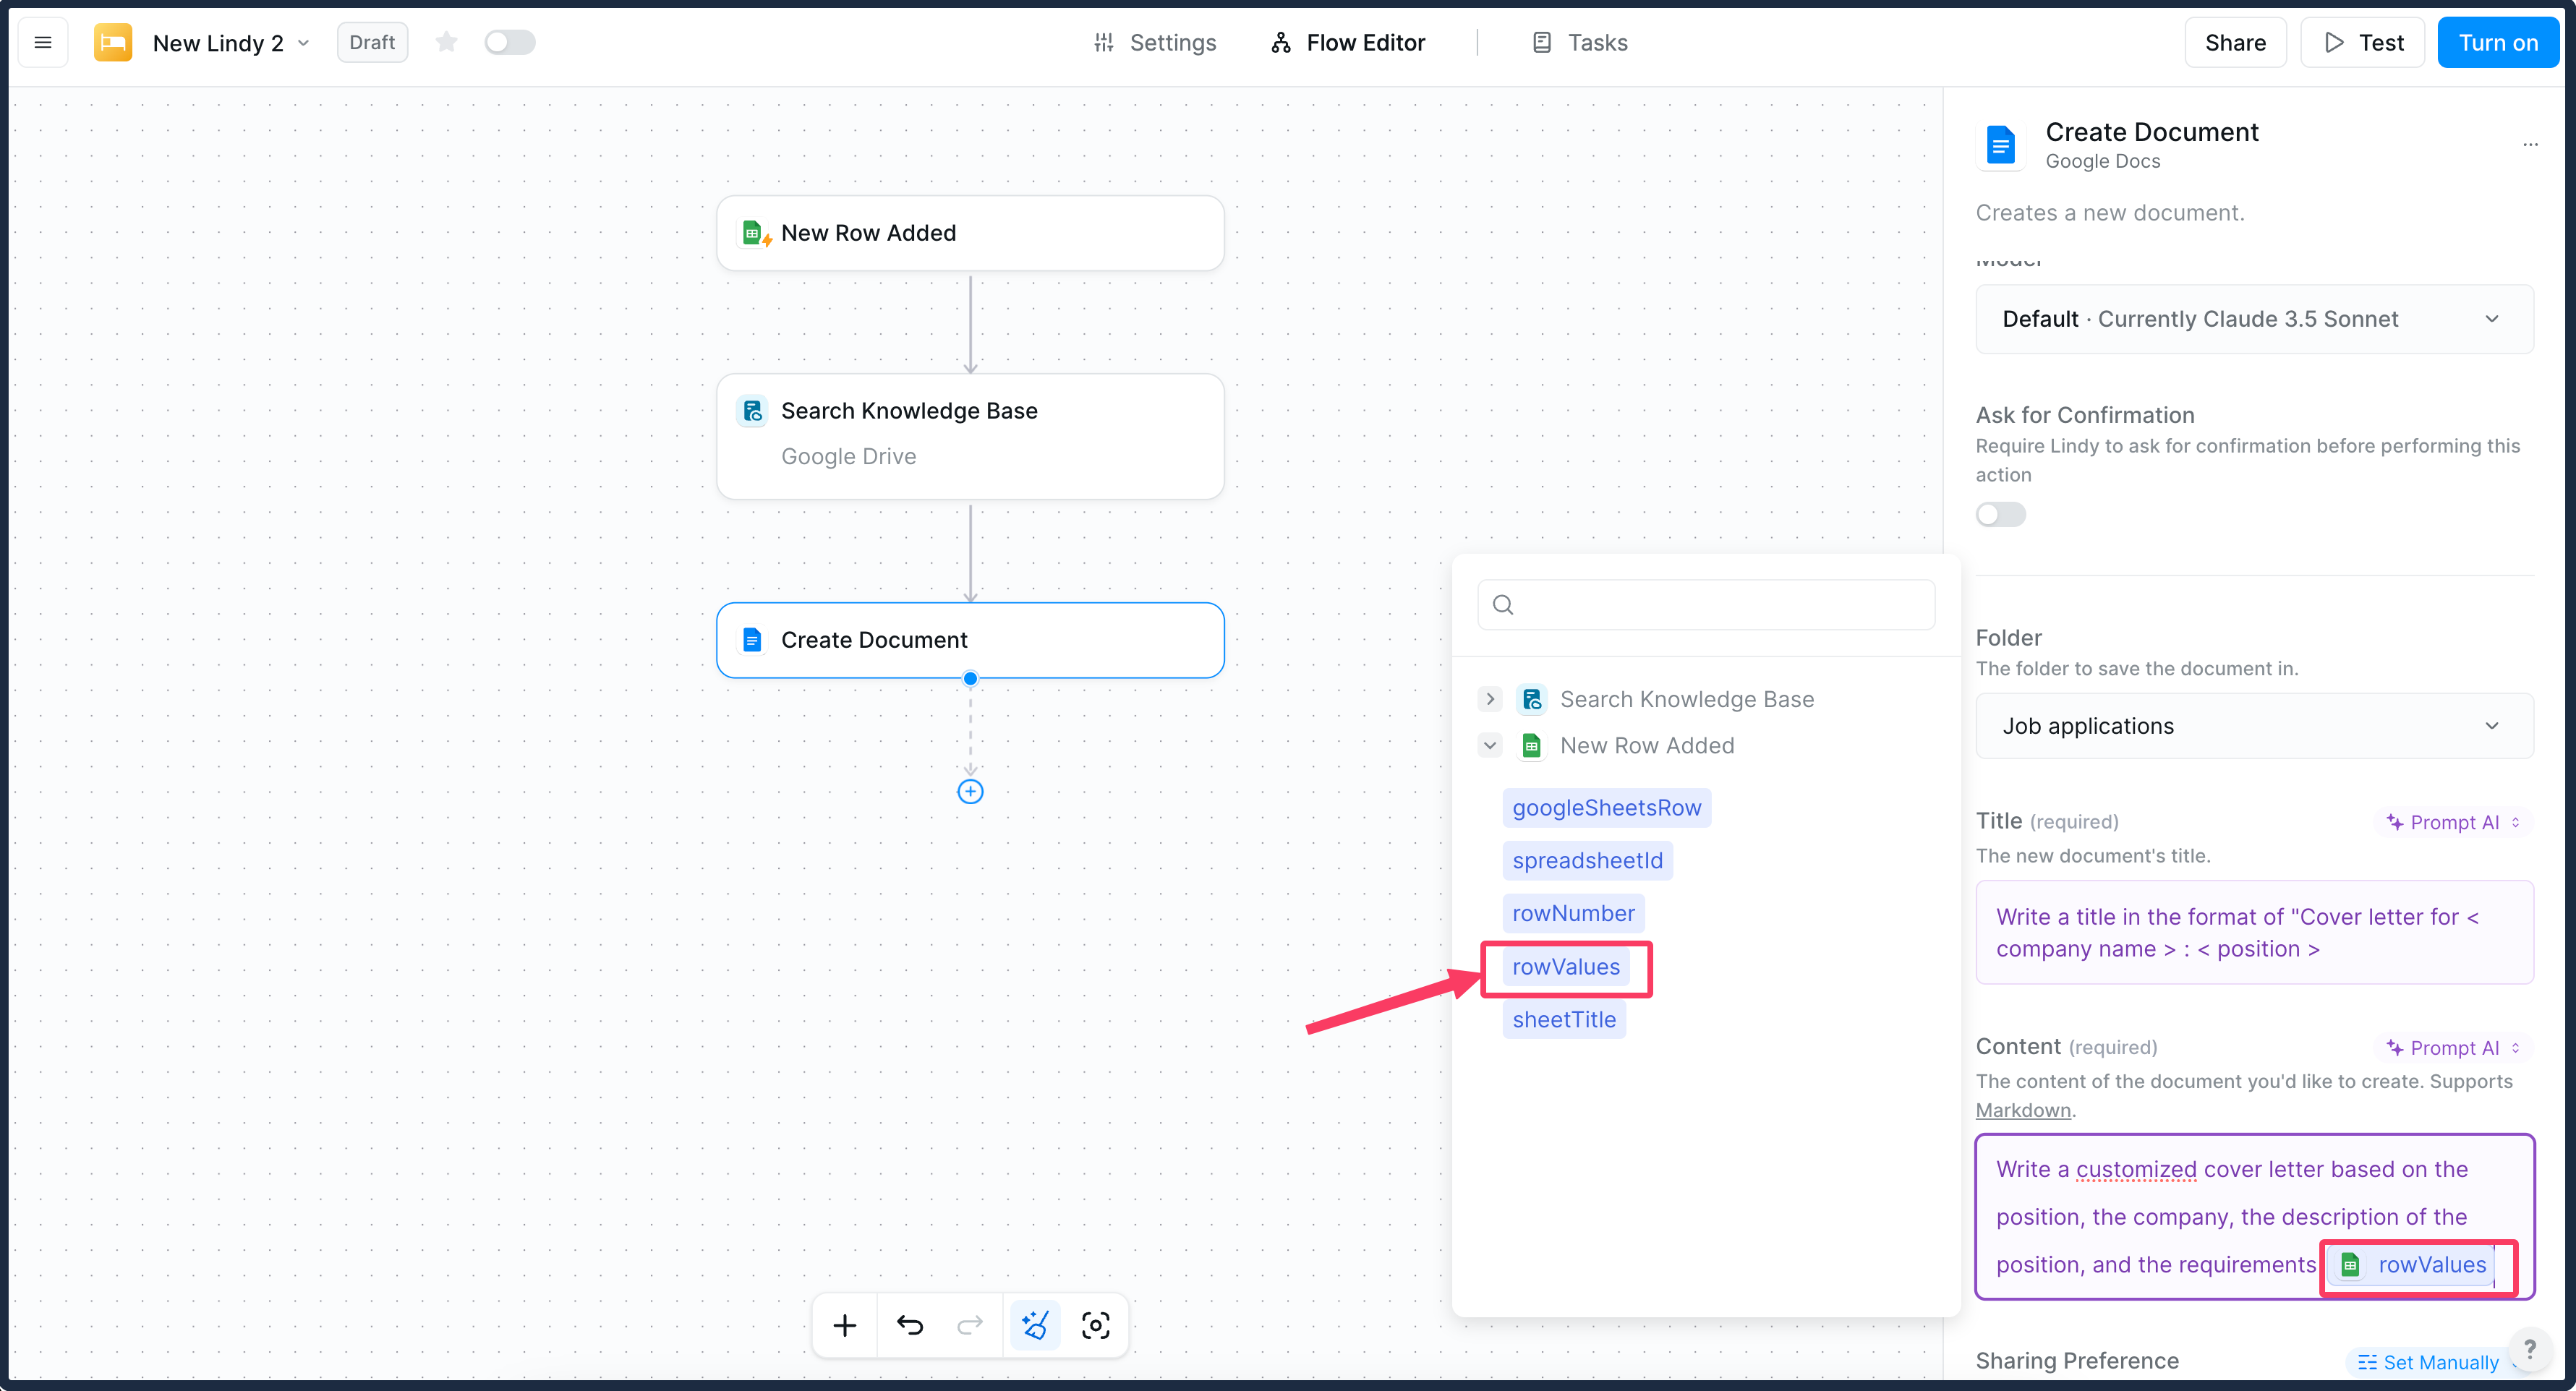 New Lindy 2
Draft
Settings
Flow Editor
Tasks
Share
Test
Turn on
New Row Added
Search Knowledge Base
Google Drive
Create Document
Search Knowledge Base
New Row Added
googleSheetsRow
spreadsheetId
rowNumber
rowValues
sheetTitle
Create Document
Google Docs
Creates a new document.
Model
Default · Currently Claude 3.5 Sonnet
Ask for Confirmation
Require Lindy to ask for confirmation before performing this
action
Folder
The folder to save the document in.
Job applications
Title (required)
Prompt AI
The new document's title.
Write a title in the format of "Cover letter for <
company name > : < position >
Content (required)
Prompt AI
The content of the document you'd like to create. Supports
Markdown.
Write a customized cover letter based on the
position, the company, the description of the
position, and the requirements rowValues
Sharing Preference
Set Manually
?